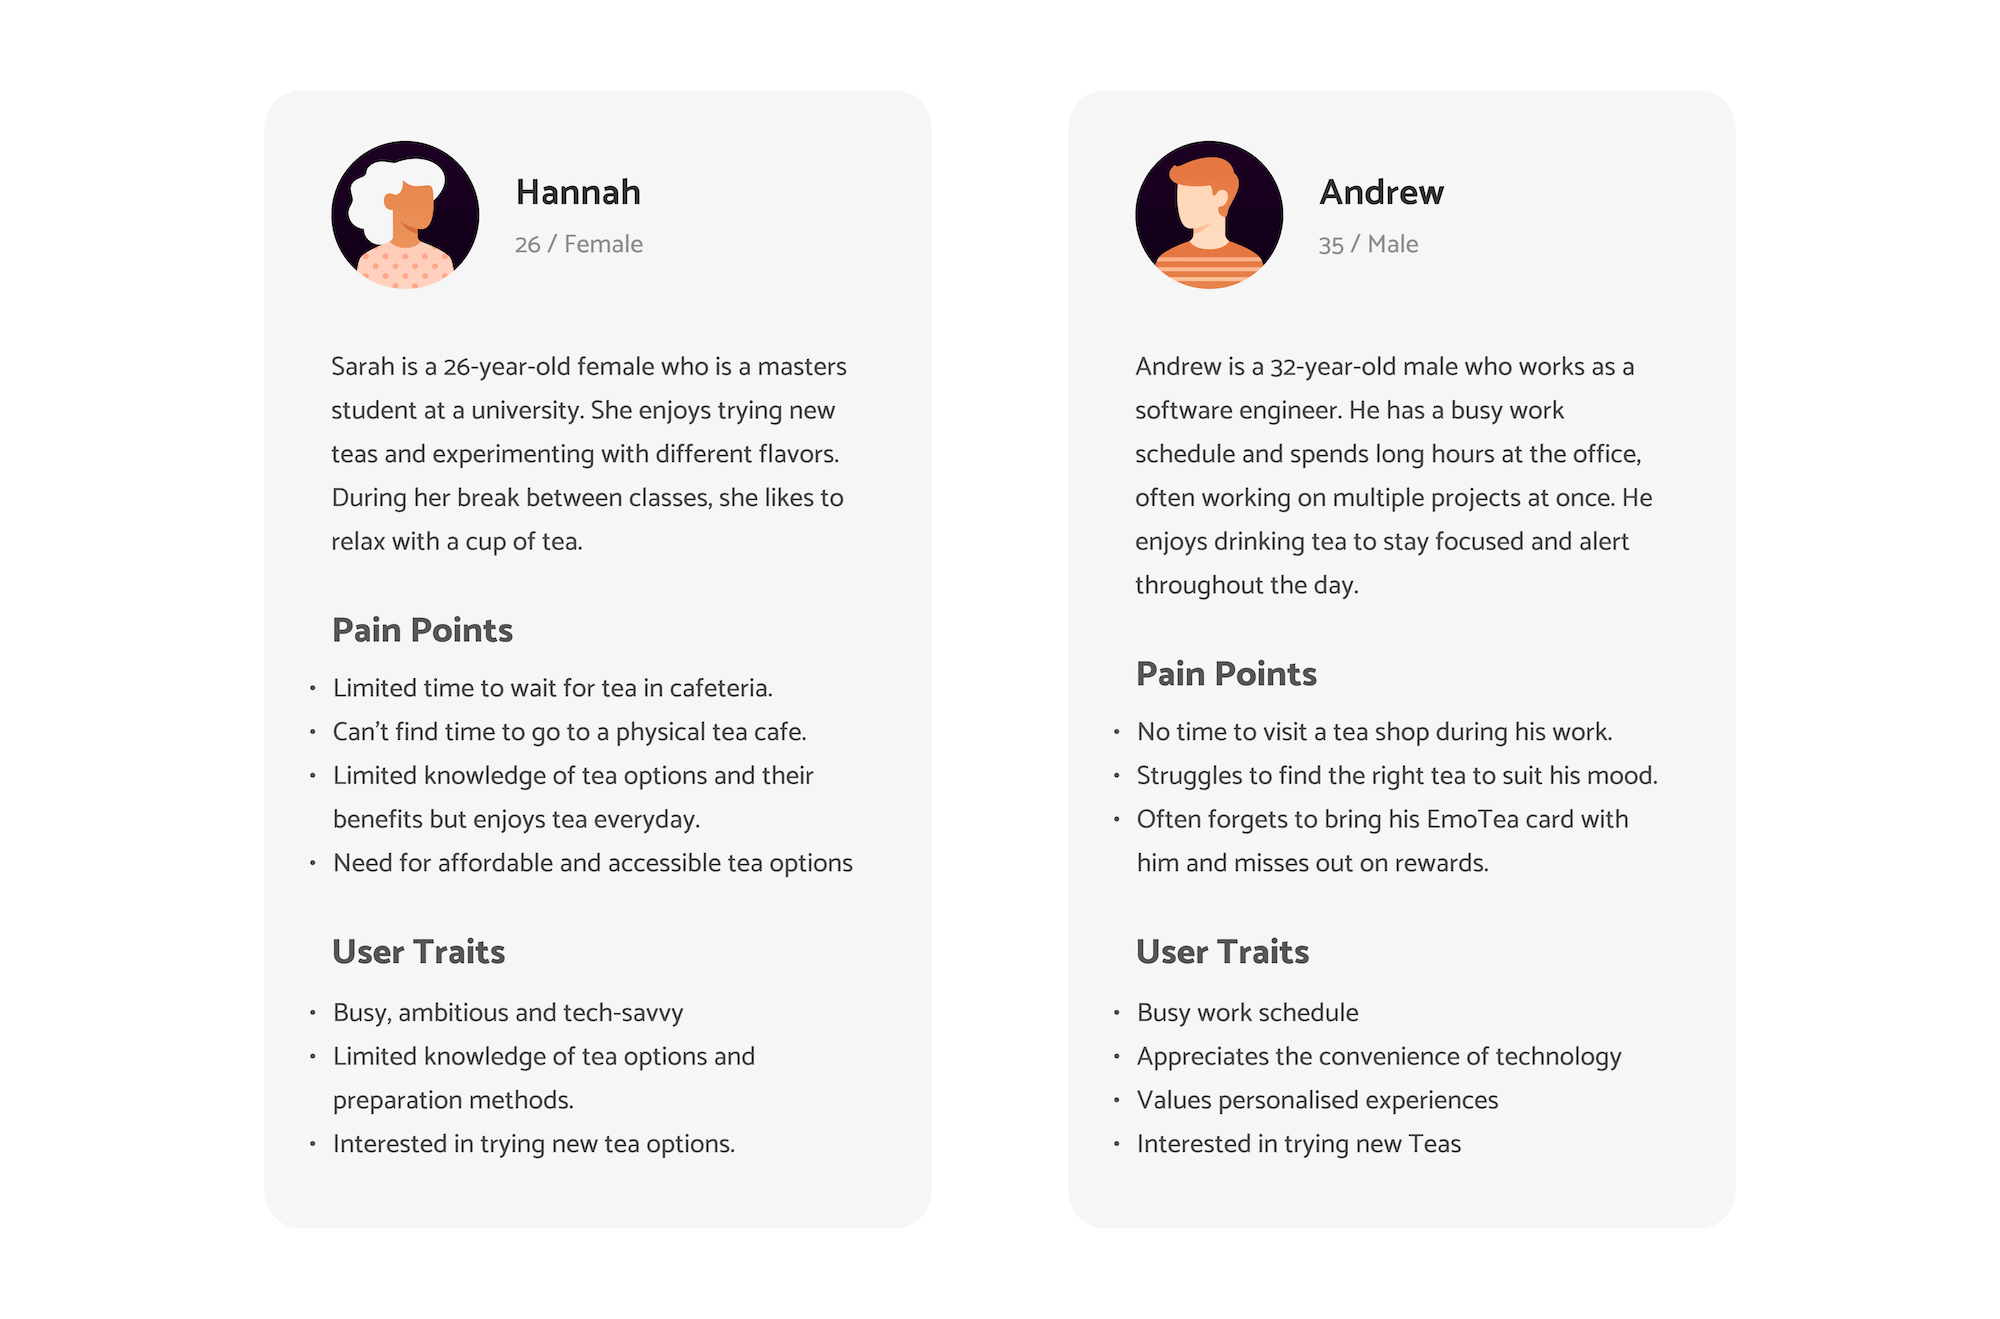 Hannah
26 / Female
Sarah is a 26-year-old female who is a masters
student at a university. She enjoys trying new
teas and experimenting with different flavors.
During her break between classes, she likes to
relax with a cup of tea.
Pain Points
• Limited time to wait for tea in cafeteria.
• Can’t find time to go to a physical tea cafe.
• Limited knowledge of tea options and their
benefits but enjoys tea everyday.
• Need for affordable and accessible tea options
User Traits
• Busy, ambitious and tech-savvy
• Limited knowledge of tea options and
preparation methods.
• Interested in trying new tea options.
Andrew
35 / Male
Andrew is a 32-year-old male who works as a
software engineer. He has a busy work
schedule and spends long hours at the office,
often working on multiple projects at once. He
enjoys drinking tea to stay focused and alert
throughout the day.
Pain Points
• No time to visit a tea shop during his work.
• Struggles to find the right tea to suit his mood.
• Often forgets to bring his EmoTea card with
him and misses out on rewards.
User Traits
• Busy work schedule
• Appreciates the convenience of technology
• Values personalised experiences
• Interested in trying new Teas